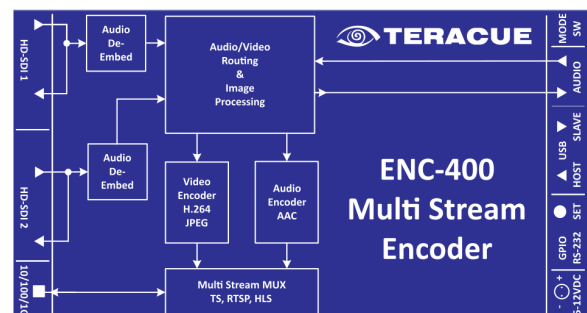 HD-SDI 1
HD-SDI 2
10/100/10
Audio
De-
Embed
Audio
De-
Embed
Audio/Video
Routing
&
Image
Processing
Video
Encoder
H.264
JPEG
Audio
Encoder
AAC
Multi Stream MUX
TS, RTSP, HLS
TERACUE
ENC-400
Multi Stream
Encoder
MODE
SW
AUDIO
USB
HOST SLAVE
SET
GPIO
RS-232
-12VDC
- +